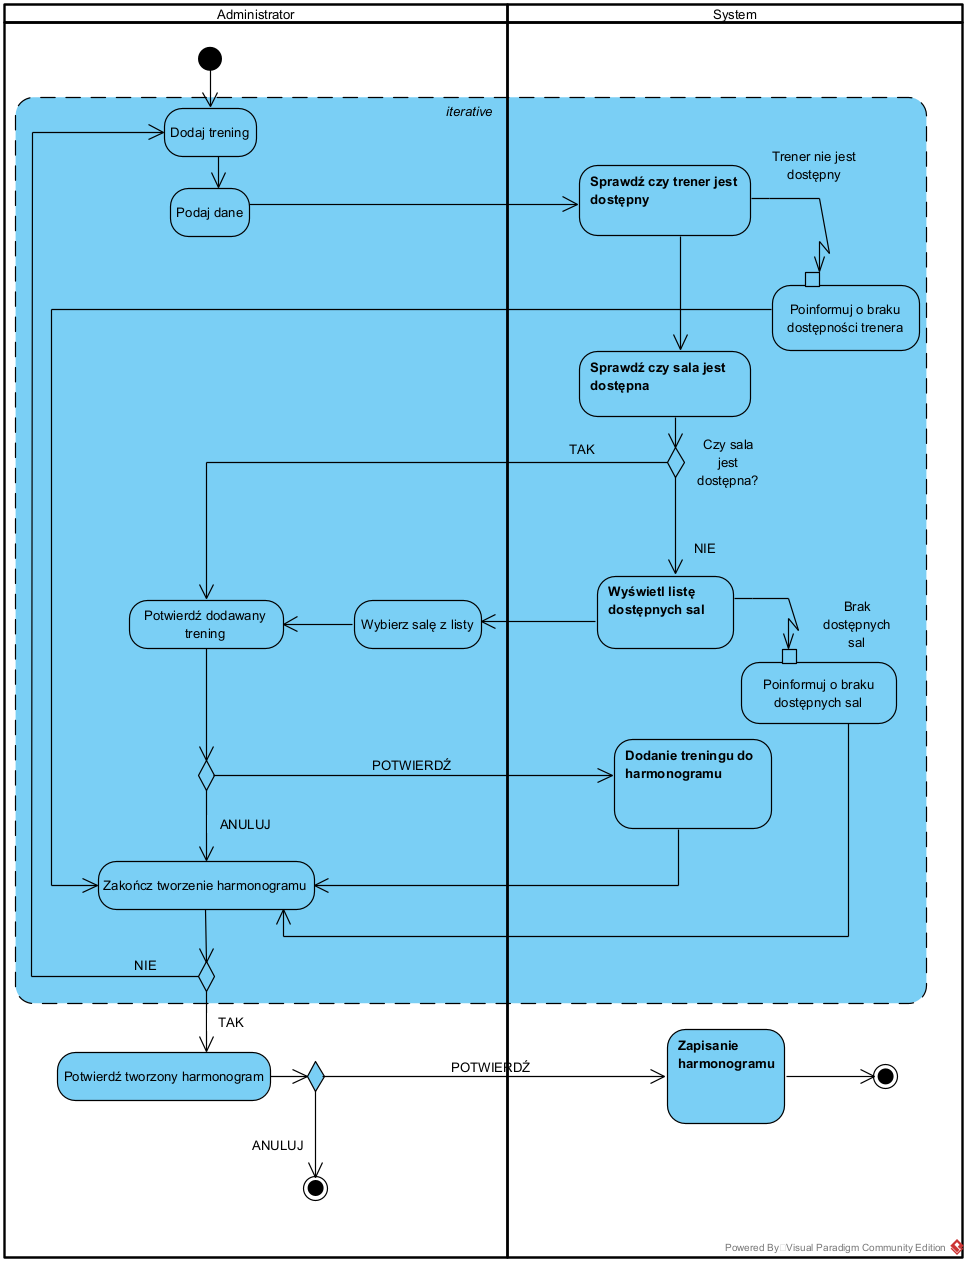 Administrator
System
iterative
Dodaj trening
Podaj dane
Sprawdź czy trener jest
dostępny
Trener nie jest
dostępny
Poinformuj o braku
dostępności trenera
Sprawdź czy sala jest
dostępna
TAK
Czy sala
jest
dostępna?
NIE
Wyświetl listę
dostępnych sal
Brak
dostępnych
sal
Potwierdź dodawany
trening
Wybierz salę z listy
Poinformuj o braku
dostępnych sal
POTWIERDŹ
Dodanie treningu do
harmonogramu
ANULUJ
Zakończ tworzenie harmonogramu
NIE
TAK
Potwierdź tworzony harmonogram
POTWIERDŹ
Zapisanie
harmonogramu
ANULUJ
Powered By Visual Paradigm Community Edition